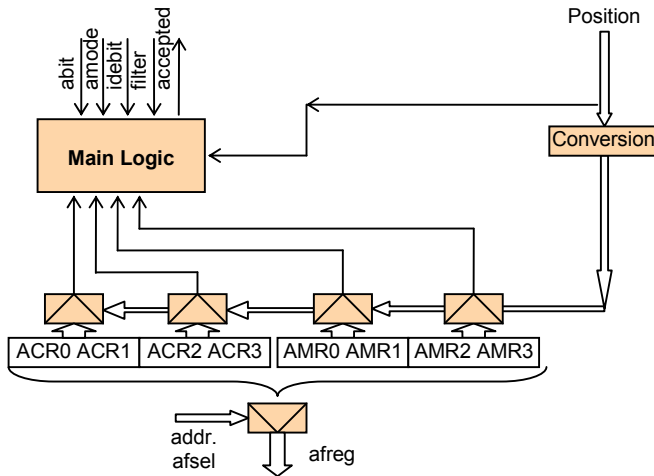 Position
abit
amode
idebit
filter
accepted
Main Logic
Conversion
ACR0 ACR1
ACR2 ACR3
AMR0 AMR1
AMR2 AMR3
addr.
afsel
afreg